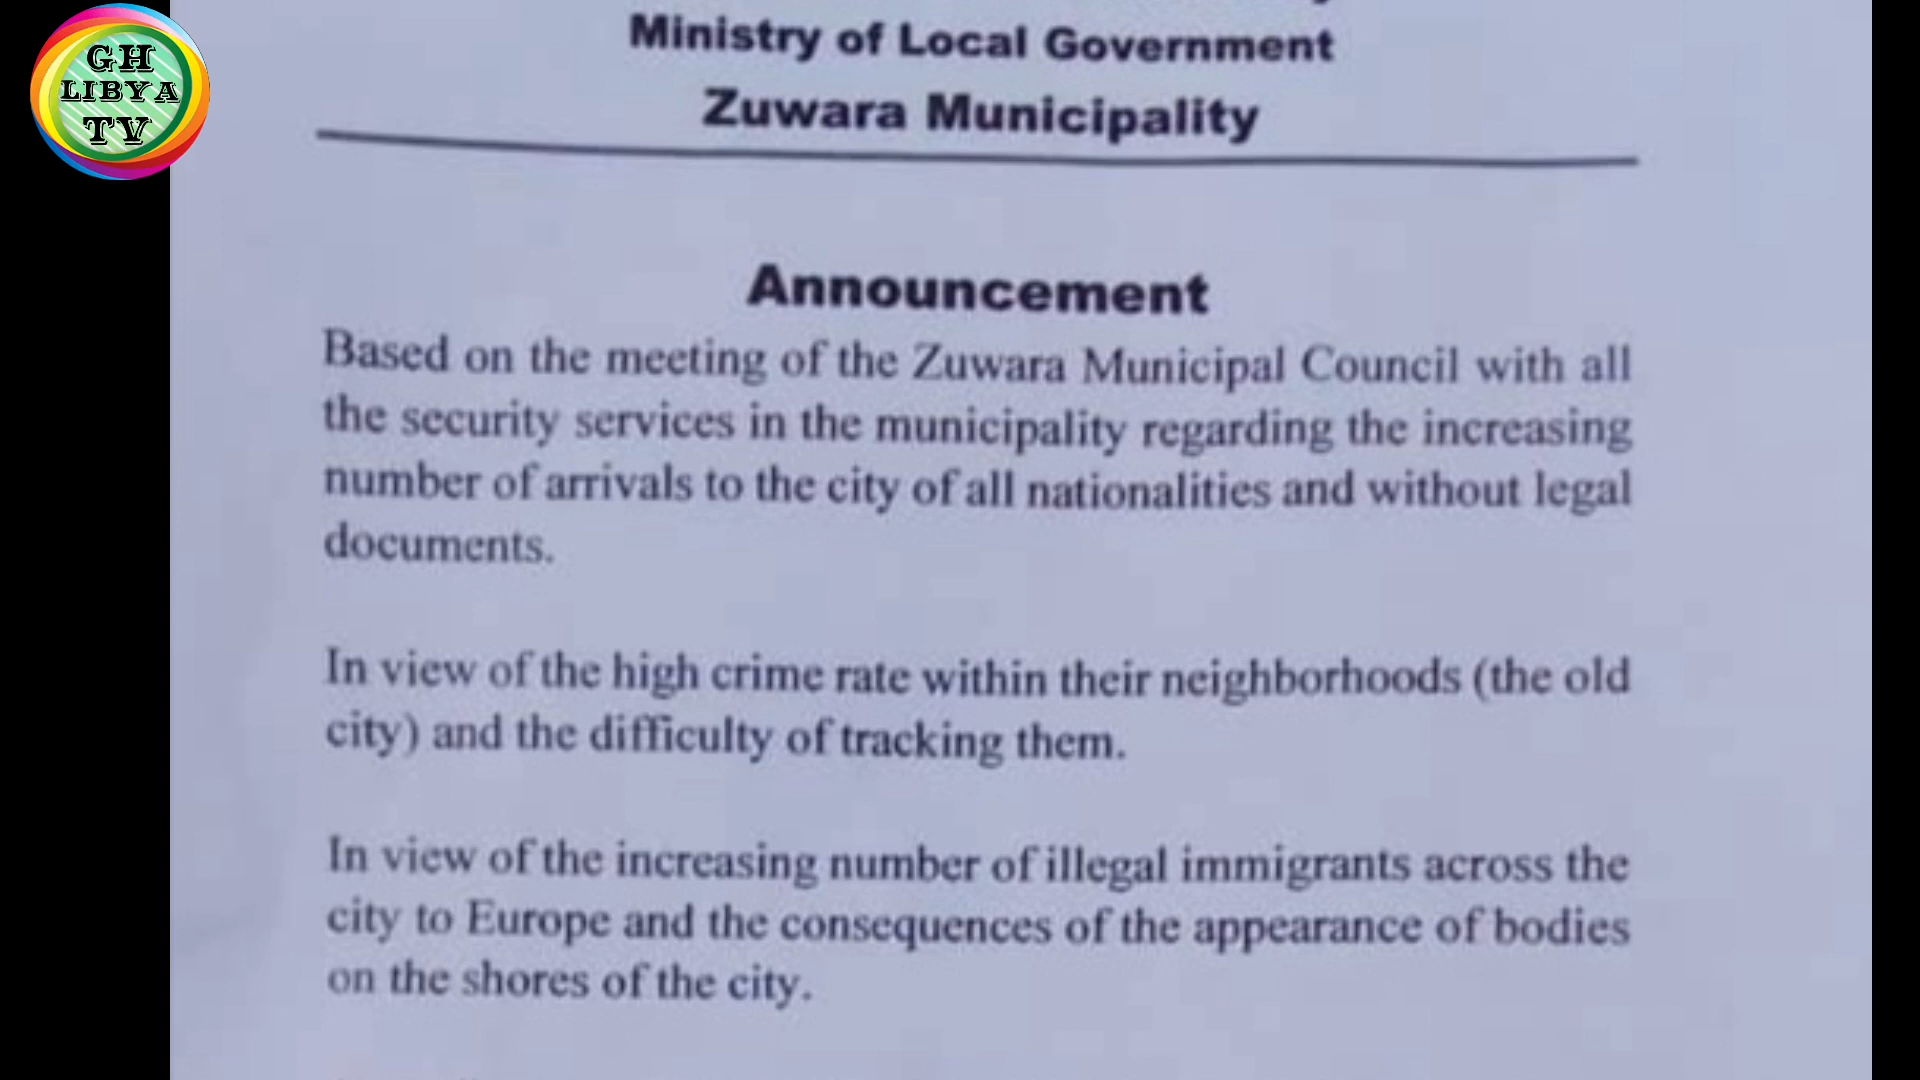 GH
LIBYA
TV
Ministry of Local Government
Zuwara Municipality
Announcement
Based on the meeting of the Zuwara Municipal Council with all
the security services in the municipality regarding the increasing
number of arrivals to the city of all nationalities and without legal
documents.
In view of the high crime rate within their neighborhoods (the old
city) and the difficulty of tracking them.
In view of the increasing number of illegal immigrants across the
city to Europe and the consequences of the appearance of bodies
on the shores of the city.